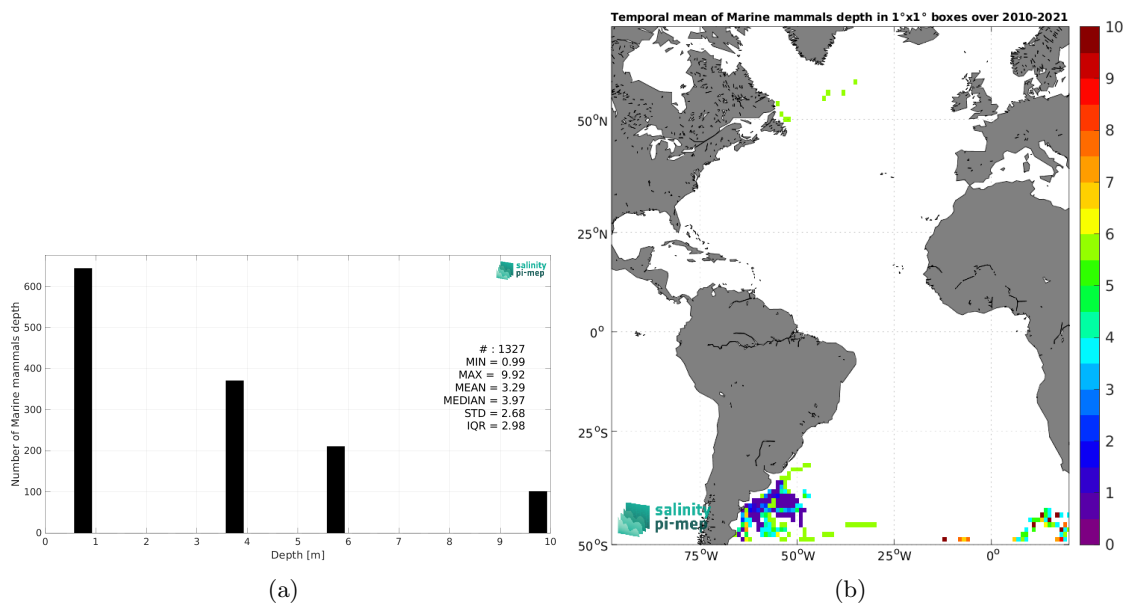 Temporal mean of Marine mammals depth in 1°x1° boxes over 2010-2021
salinity
pi-mep
# : 1327
MIN = 0.99
MAX = 9.92
MEAN = 3.29
MEDIAN = 3.97
STD = 2.68
IQR = 2.98
Number of Marine mammals depth
600
500
400
300
200
100
0
0 1 2 3 4 5 6 7 8 9 10
Depth [m]
(a)
50°N
25°N
0°
25°S
50°S
75°W 50°W 25°W 0°
salinity
pi-mep
10
9
8
7
6
5
4
3
2
1
0
(b)